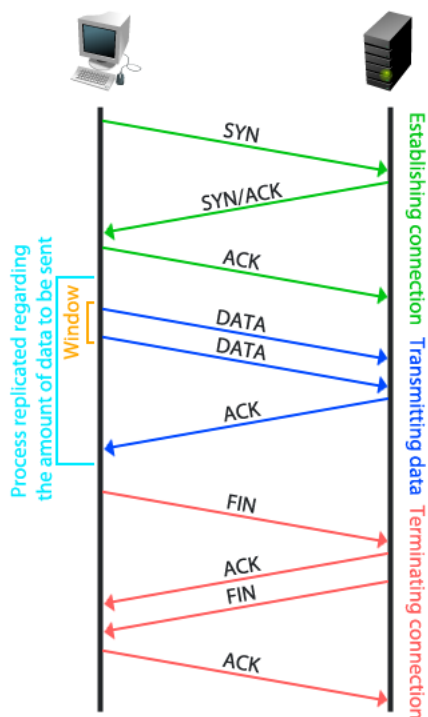 SYN
SYN/ACK
ACK
Establishing connection
Process replicated regarding
the amount of data to be sent
Window
DATA
DATA
ACK
Transmitting data
FIN
ACK
FIN
ACK
Terminating connection